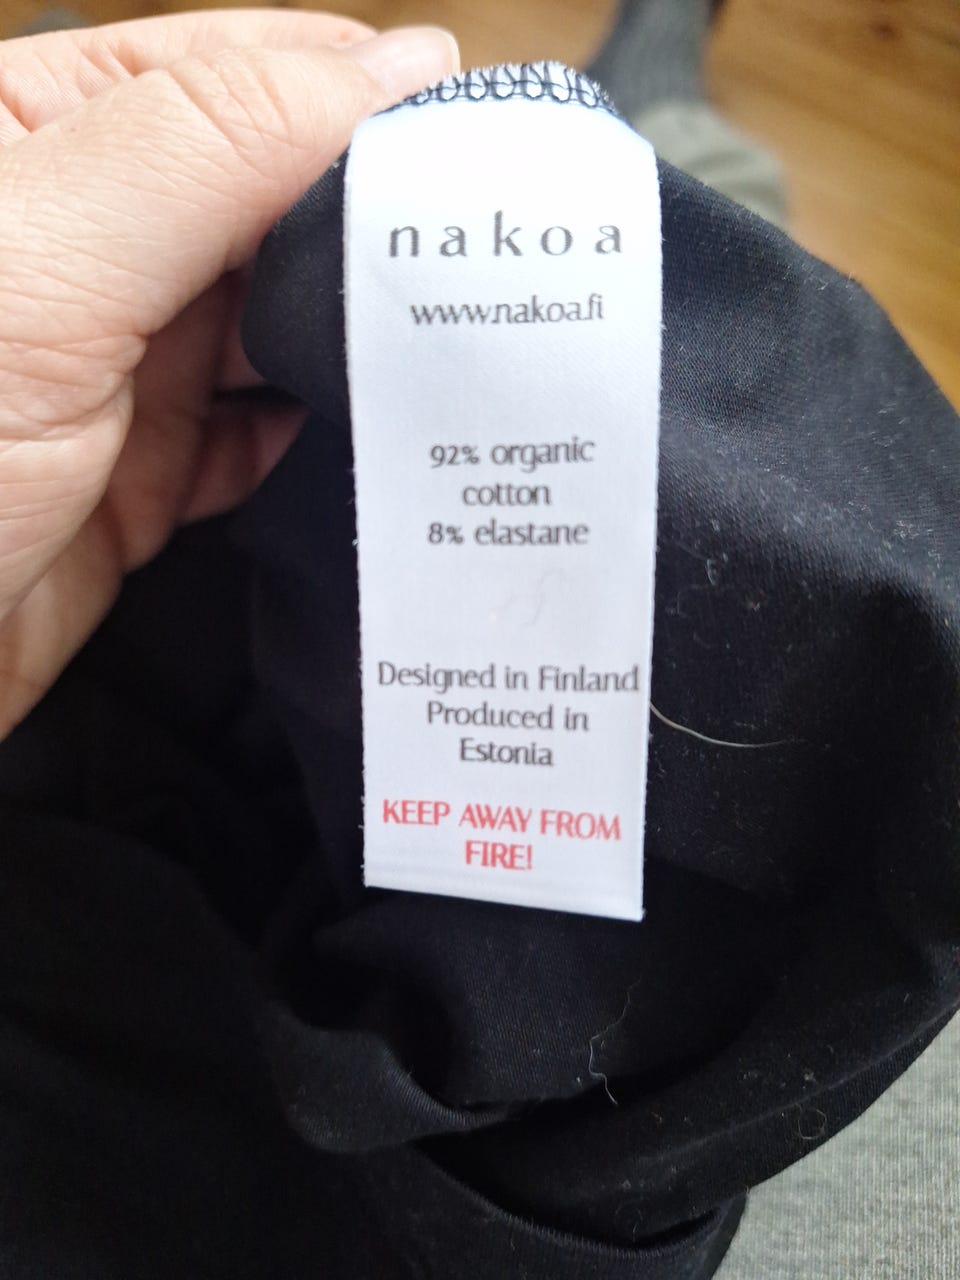 nakoa
www.nakoa.fi
92% organic
cotton
8% elastane
Designed in Finland
Produced in
Estonia
KEEP AWAY FROM
FIRE!